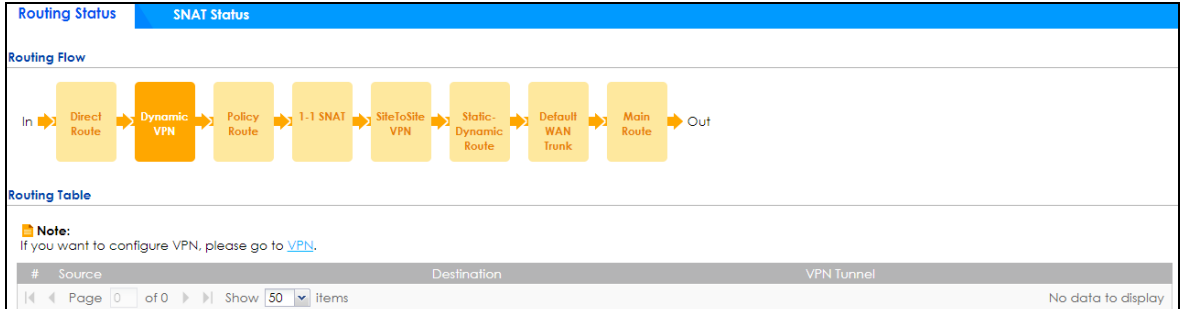 Routing Status SNAT Status
Routing Flow
In Direct Route Dynamic VPN Policy Route 1-1 SNAT SiteToSite VPN Static-Dynamic Route Default WAN Trunk Main Route Out
Routing Table
Note:
If you want to configure VPN, please go to VPN.
# Source Destination VPN Tunnel
Page 0 of 0 Show 50 items No data to display